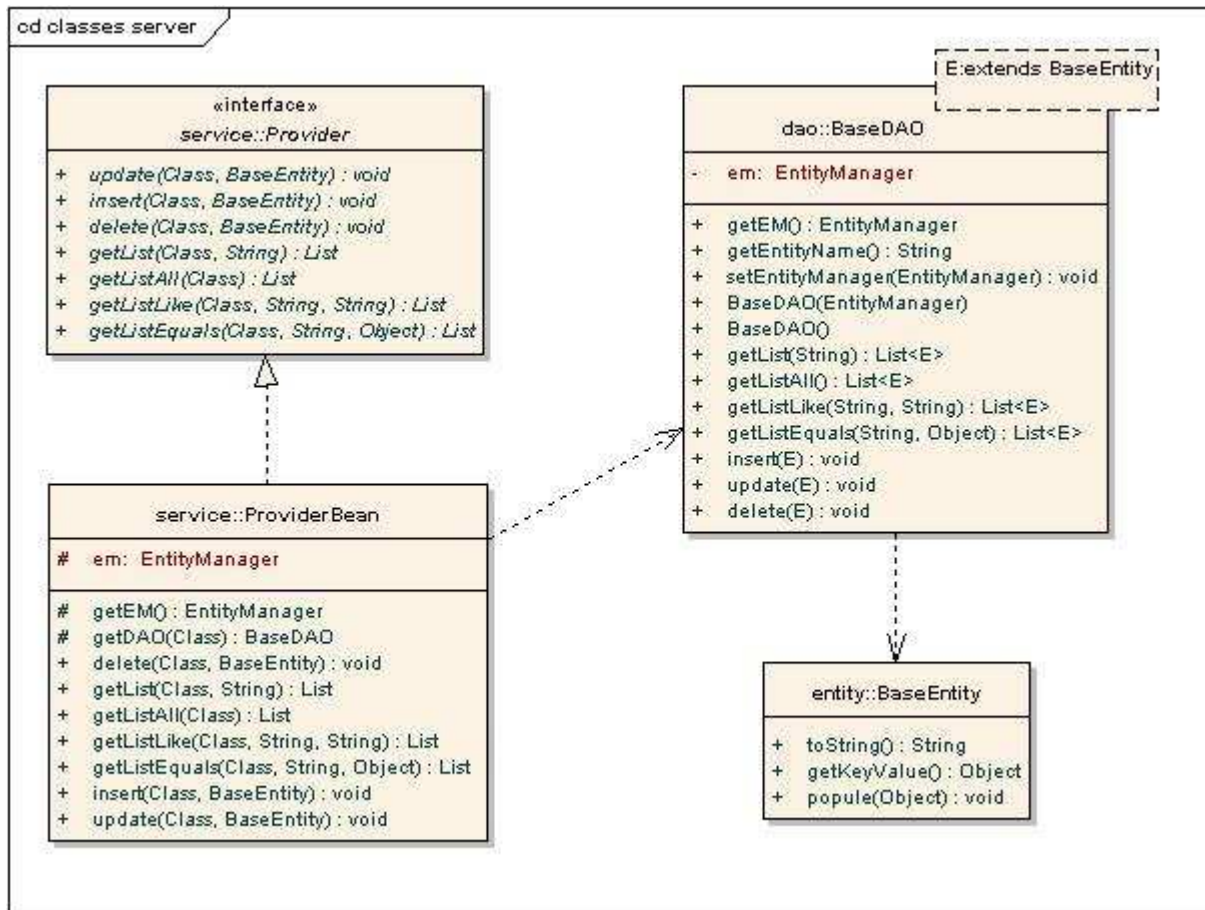 cd classes server
«interface»
service::Provider
+ update(Class, BaseEntity) : void
+ insert(Class, BaseEntity) : void
+ delete(Class, BaseEntity) : void
+ getList(Class, String) : List
+ getListAll(Class) : List
+ getListLike(Class, String, String) : List
+ getListEquals(Class, String, Object) : List
E:extends BaseEntity
dao::BaseDAO
- em: EntityManager
+ getEM() : EntityManager
+ getEntityName() : String
+ setEntityManager(EntityManager) : void
+ BaseDAO(EntityManager)
+ BaseDAO()
+ getList(String) : List<E>
+ getListAll() : List<E>
+ getListLike(String, String) : List<E>
+ getListEquals(String, Object) : List<E>
+ insert(E) : void
+ update(E) : void
+ delete(E) : void
service::ProviderBean
# em: EntityManager
# getEM() : EntityManager
# getDAO(Class) : BaseDAO
+ delete(Class, BaseEntity) : void
+ getList(Class, String) : List
+ getListAll(Class) : List
+ getListLike(Class, String, String) : List
+ getListEquals(Class, String, Object) : List
+ insert(Class, BaseEntity) : void
+ update(Class, BaseEntity) : void
entity::BaseEntity
+ toString() : String
+ getKeyValue() : Object
+ popule(Object) : void